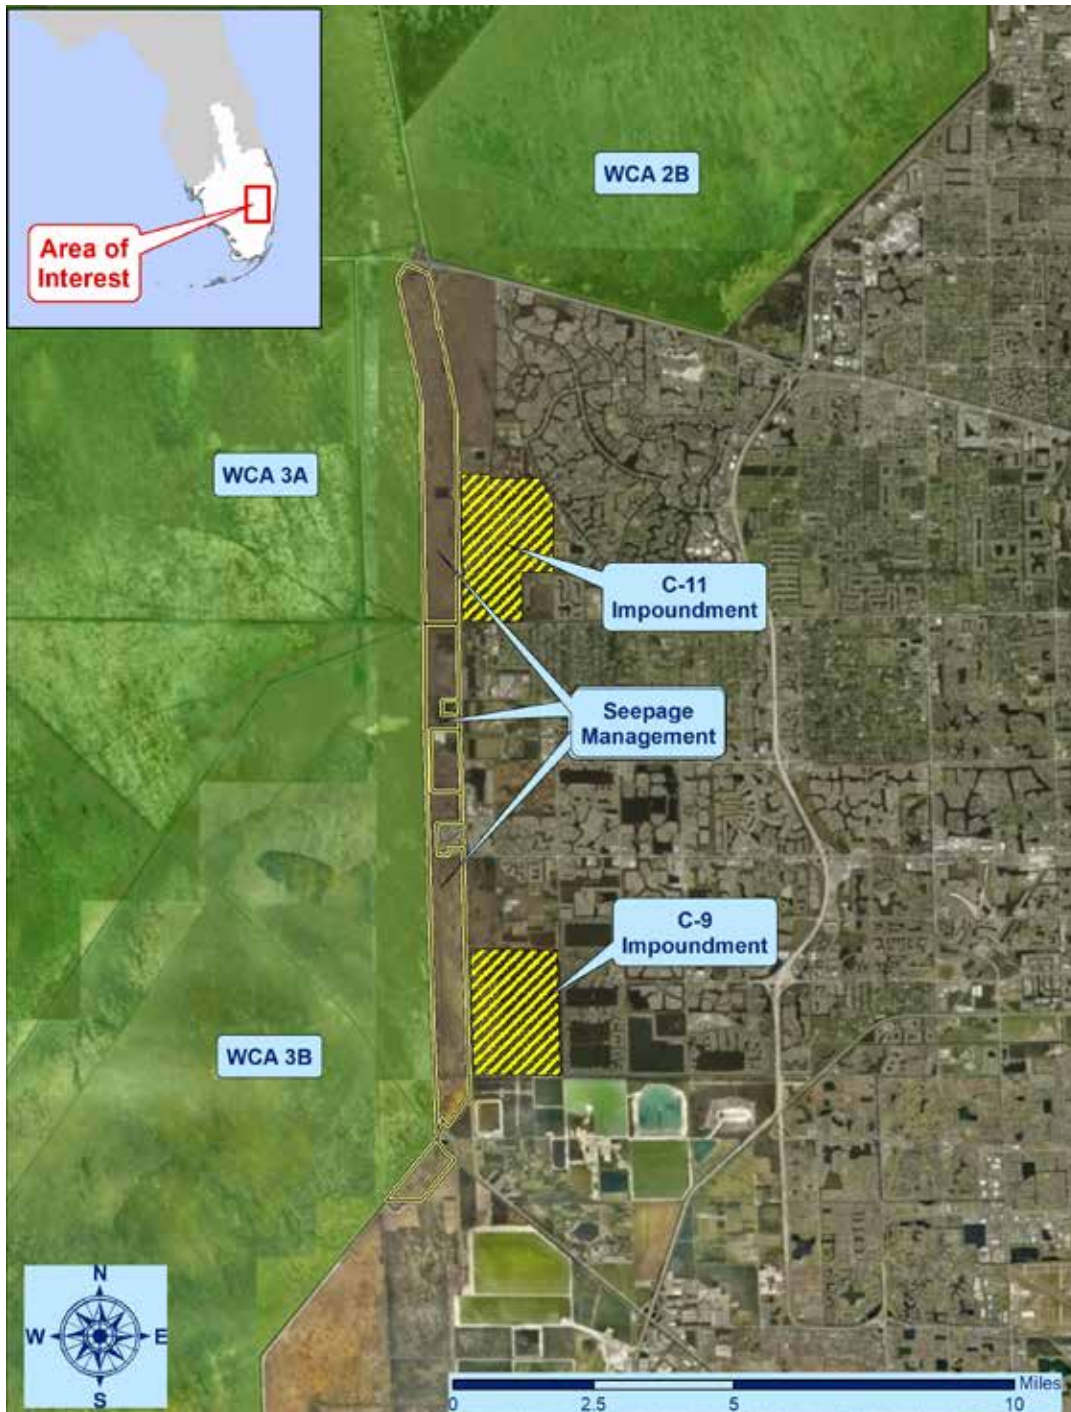 WCA 2B
Area of
Interest
WCA 3A
C-11
Impoundment
Seepage
Management
C-9
Impoundment
WCA 3B
N
W
E
S
Miles
0
2.5
5
10